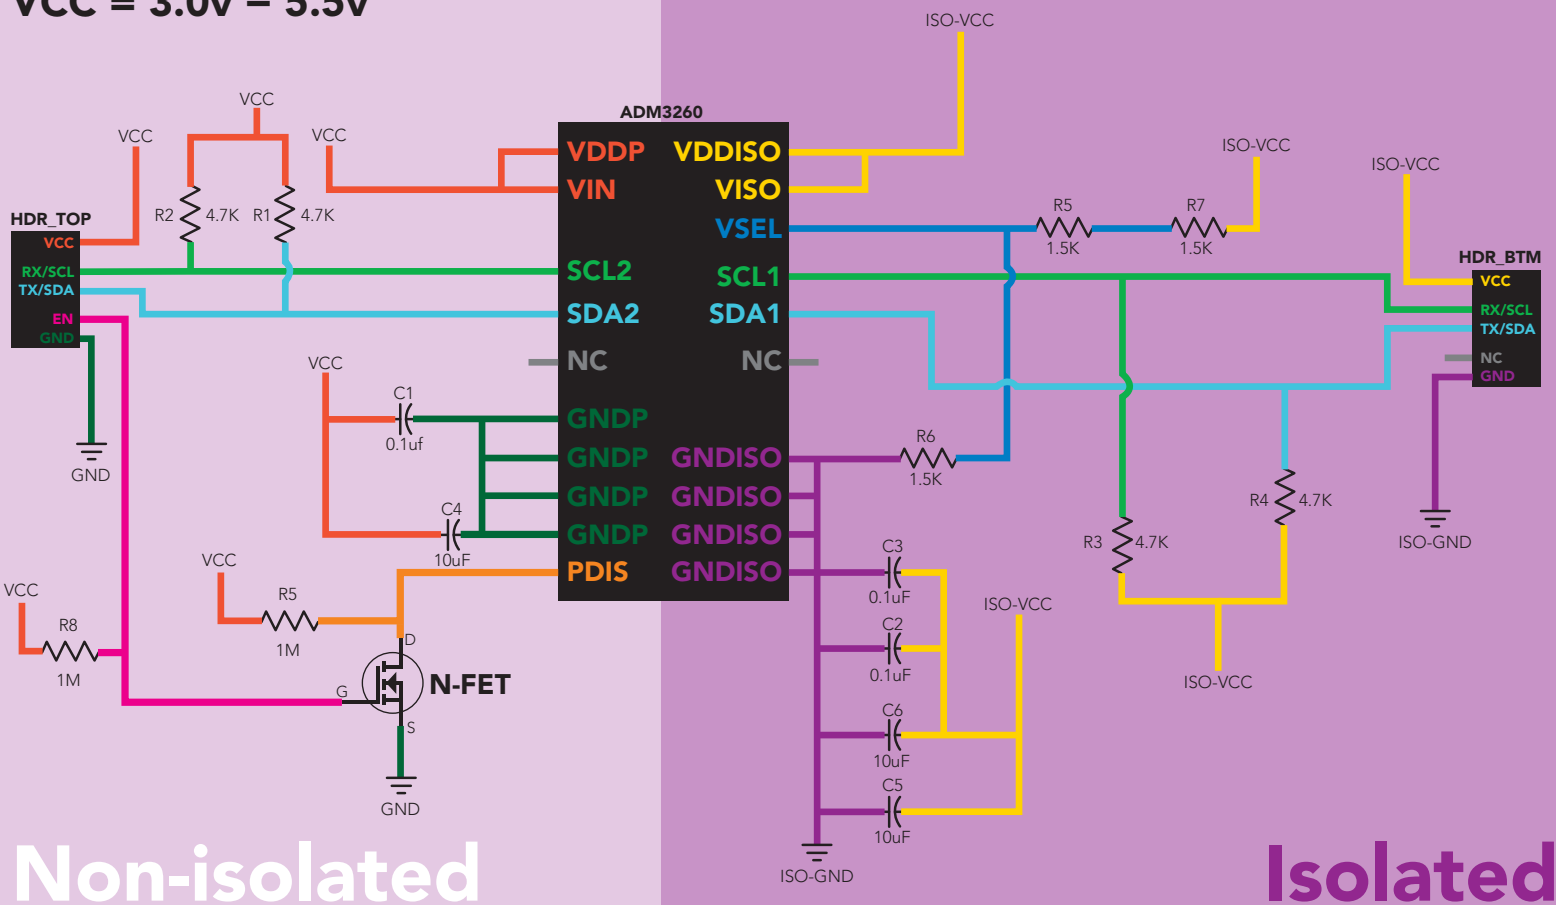 VCC = 3.0v – 5.5v
ISO-VCC
VCC
VCC
VCC
ADM3260
ISO-VCC
ISO-VCC
VDDP
VDDISO
VIN
VISO
R2
4.7K
R1
4.7K
R5
1.5K
R7
1.5K
HDR_TOP
VCC
RX/SCL
TX/SDA
EN
GND
VSEL
SCL2
SCL1
SDA2
SDA1
NC
NC
HDR_BTM
VCC
RX/SCL
TX/SDA
NC
GND
VCC
C1
0.1uf
GNDP
GNDP
GNDISO
GNDP
GNDISO
GNDP
GNDISO
PDIS
GNDISO
R6
1.5K
GND
C4
10uF
R4
4.7K
R3
4.7K
ISO-GND
VCC
R5
1M
VCC
R8
1M
C3
0.1uF
ISO-VCC
C2
0.1uF
D
G
N-FET
S
ISO-VCC
C6
10uF
C5
10uF
GND
ISO-GND
Non-isolated
Isolated